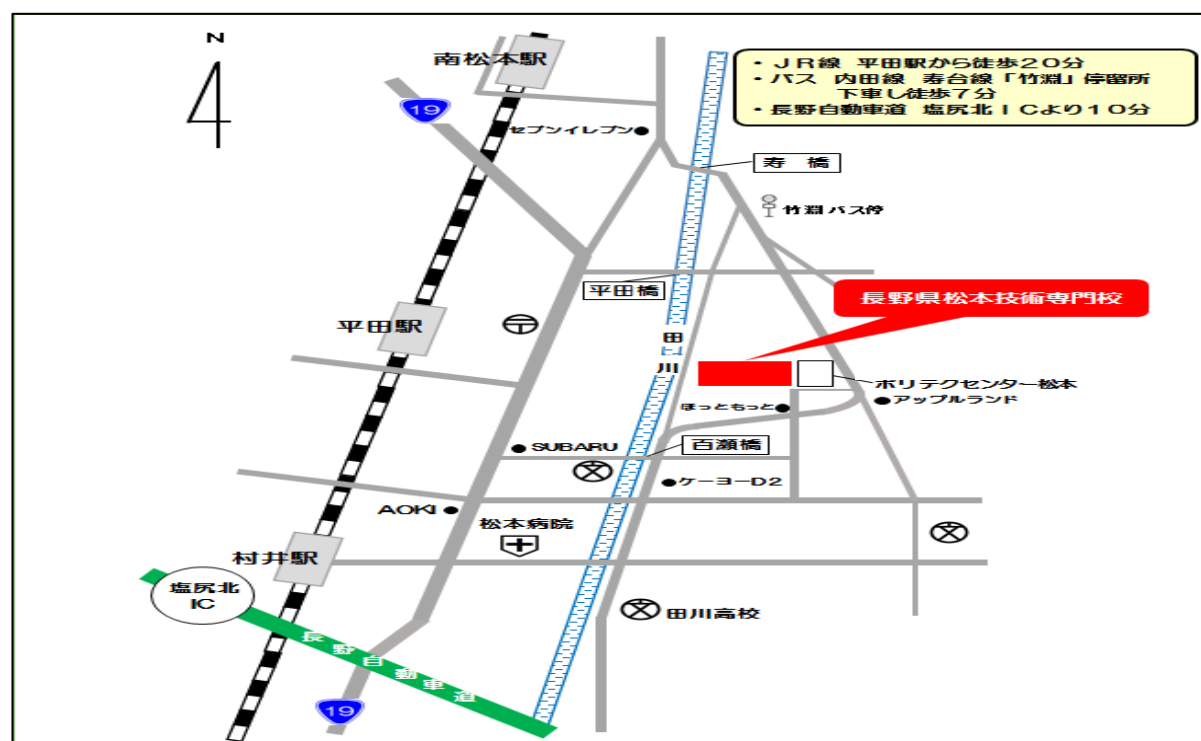 N
南松本駅
・ＪＲ線 平田駅から徒歩２０分
・バス 内田線 寿台線「竹淵」停留所
下車し徒歩７分
・長野自動車道 塩尻北ＩＣより１０分
19
セブンイレブン
寿 橋
竹淵バス停
平田橋
長野県松本技術専門校
平田駅
田
川
ポリテクセンター松本
アップルランド
ほっともっと
百瀬橋
SUBARU
ケーヨーD2
AOKI
松本病院
村井駅
塩尻北
IC
田川高校
長野自動車道
19